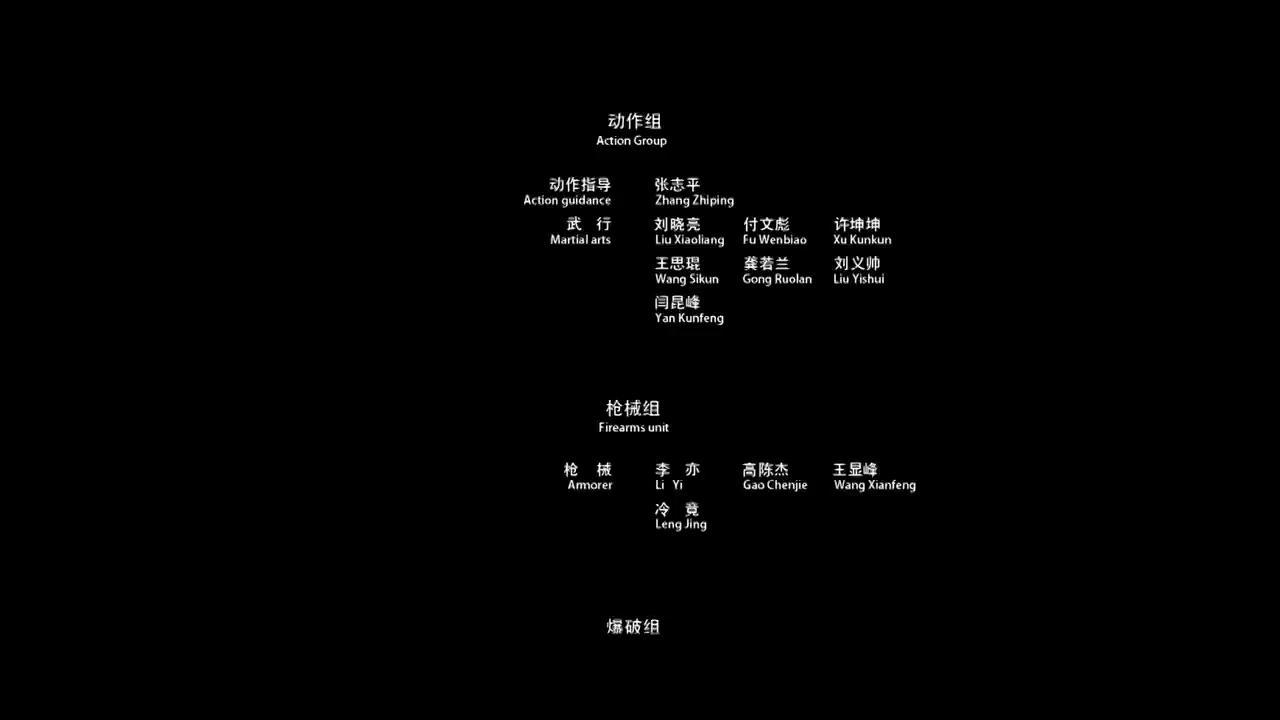 动作组
Action Group
动作指导 张志平
Action guidance Zhang Zhiping
武 行 刘晓亮 付文彪 许坤坤
Martial arts Liu Xiaoliang Fu Wenbiao Xu Kunkun
王思琨 龚若兰 刘义帅
Wang Sikun Gong Ruolan Liu Yishui
闫昆峰
Yan Kunfeng
枪械组
Firearms unit
枪 械 李 亦 高陈杰 王显峰
Armorer Li Yi Gao Chenjie Wang Xianfeng
冷 竟
Leng Jing
爆破组